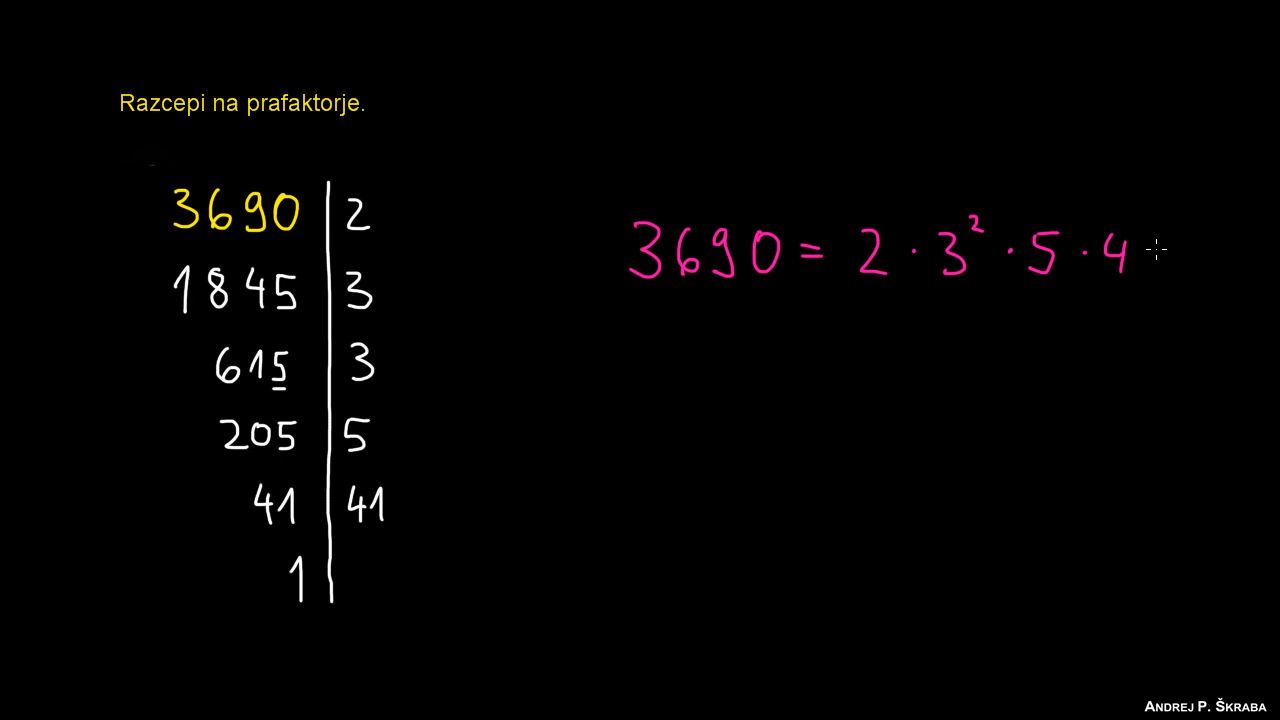 Razcepi na prafaktorje.
3690 | 2
1845 | 3
615 | 3
205 | 5
41 | 41
1 |
3690 = 2 · 3² · 5 · 4
ANDREJ P. ŠKRABA